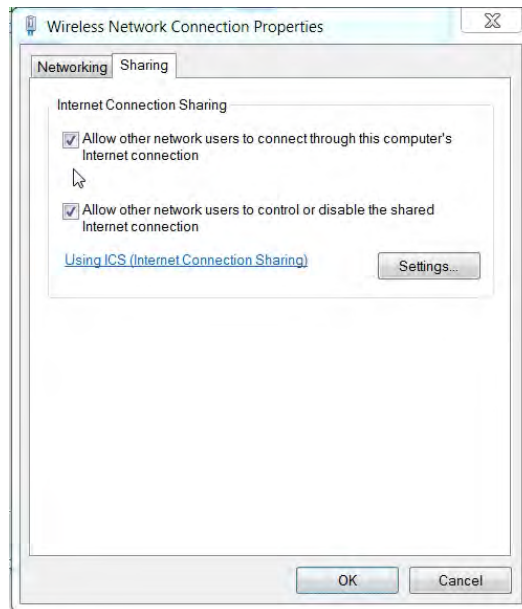 Wireless Network Connection Properties
Networking Sharing
Internet Connection Sharing
Allow other network users to connect through this computer's
Internet connection
Allow other network users to control or disable the shared
Internet connection
Using ICS (Internet Connection Sharing) Settings...
OK Cancel